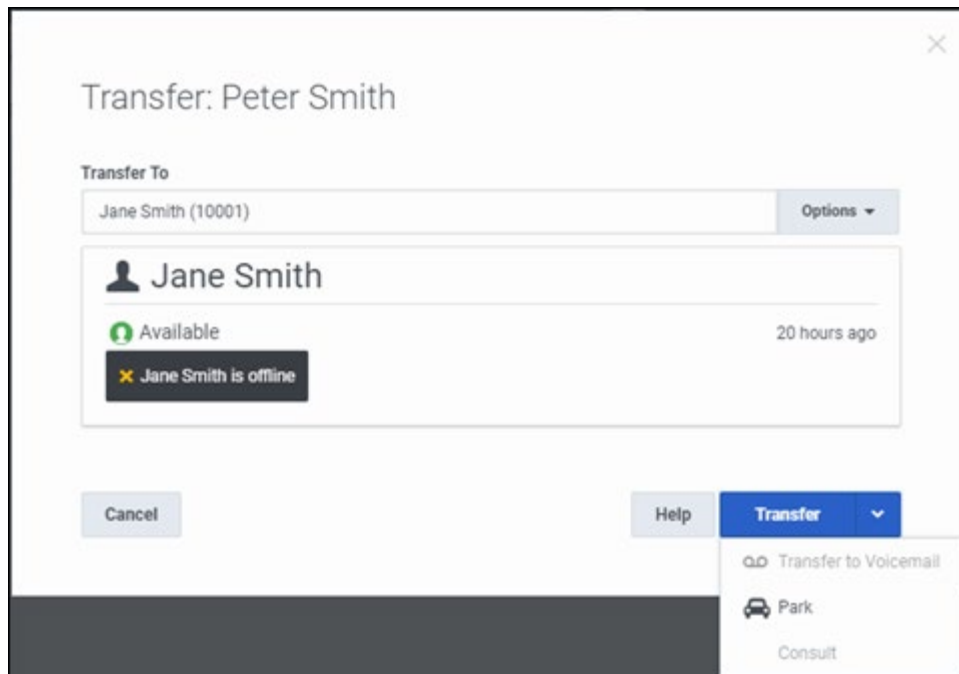 Transfer: Peter Smith
Transfer To
Jane Smith (10001)
Options
Jane Smith
Available
20 hours ago
Jane Smith is offline
Cancel
Help
Transfer
Transfer to Voicemail
Park
Consult